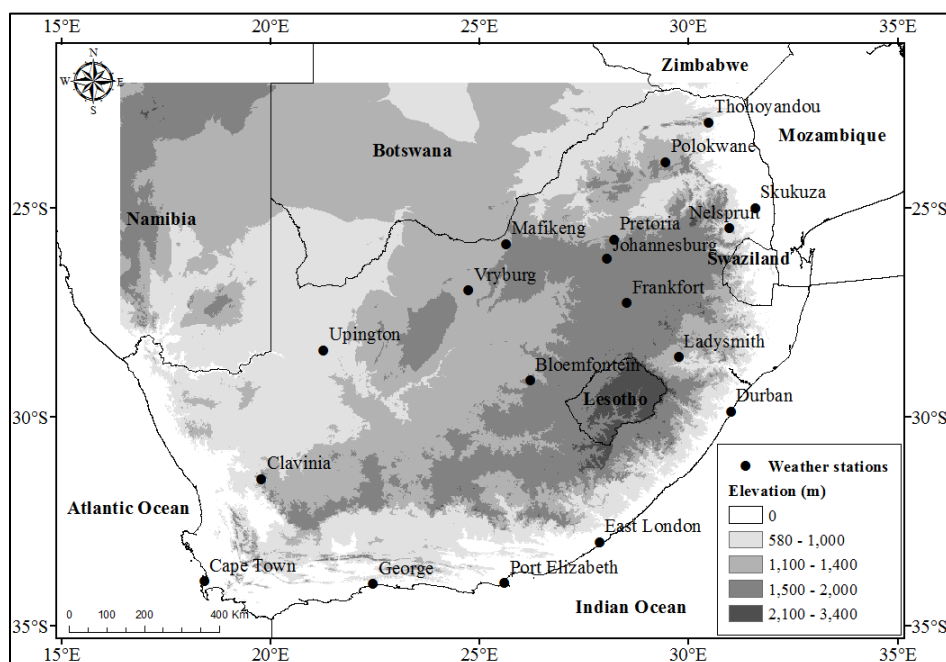 15°E 20°E 25°E 30°E 35°E
N
W E
S
Zimbabwe
Thohoyandou
Mozambique
Botswana
Polokwane
Skukuza
25°S 25°S
Namibia
Nelspruit
Mafikeng
Pretoria
Johannesburg
Swaziland
Vryburg
Frankfort
Upington
Ladysmith
Bloemfontein
Lesotho
Durban
30°S 30°S
Clavinia
Atlantic Ocean
East London
Cape Town
George
Port Elizabeth
Indian Ocean
Weather stations
Elevation (m)
0
580 - 1,000
1,100 - 1,400
1,500 - 2,000
2,100 - 3,400
0 100 200 400 Km
35°S 35°S
15°E 20°E 25°E 30°E 35°E